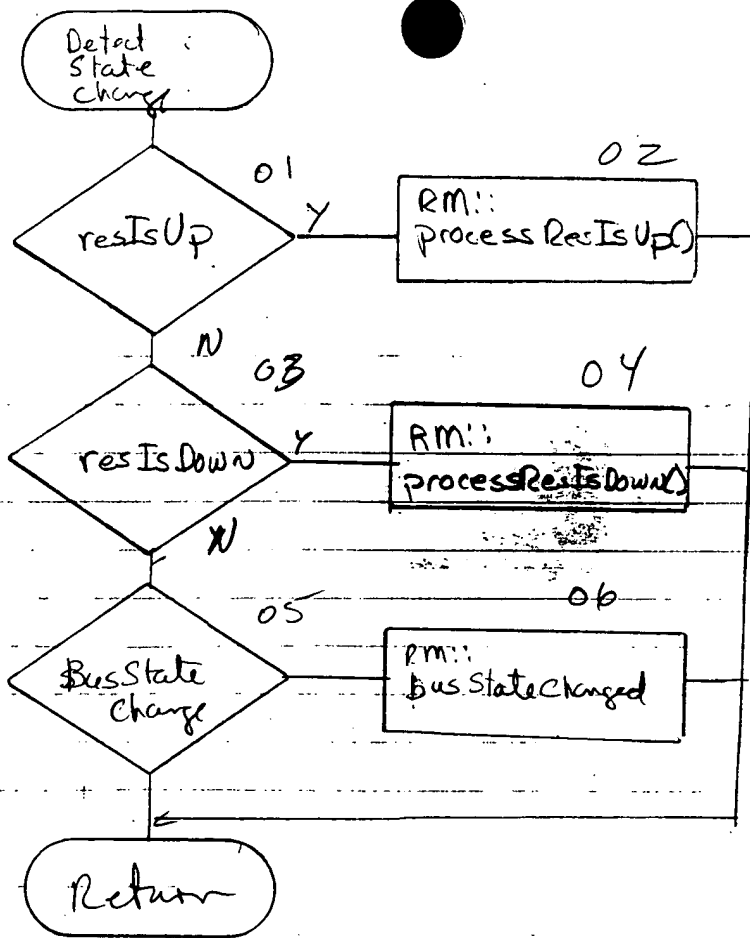 Detect
State
change
01
resIsUp
Y
02
RM::
processResIsUp()
N
03
resIsDOWN
Y
04
RM::
processResIsDOWN()
N
05
BusState
change
06
RM::
busStateChanged
Return